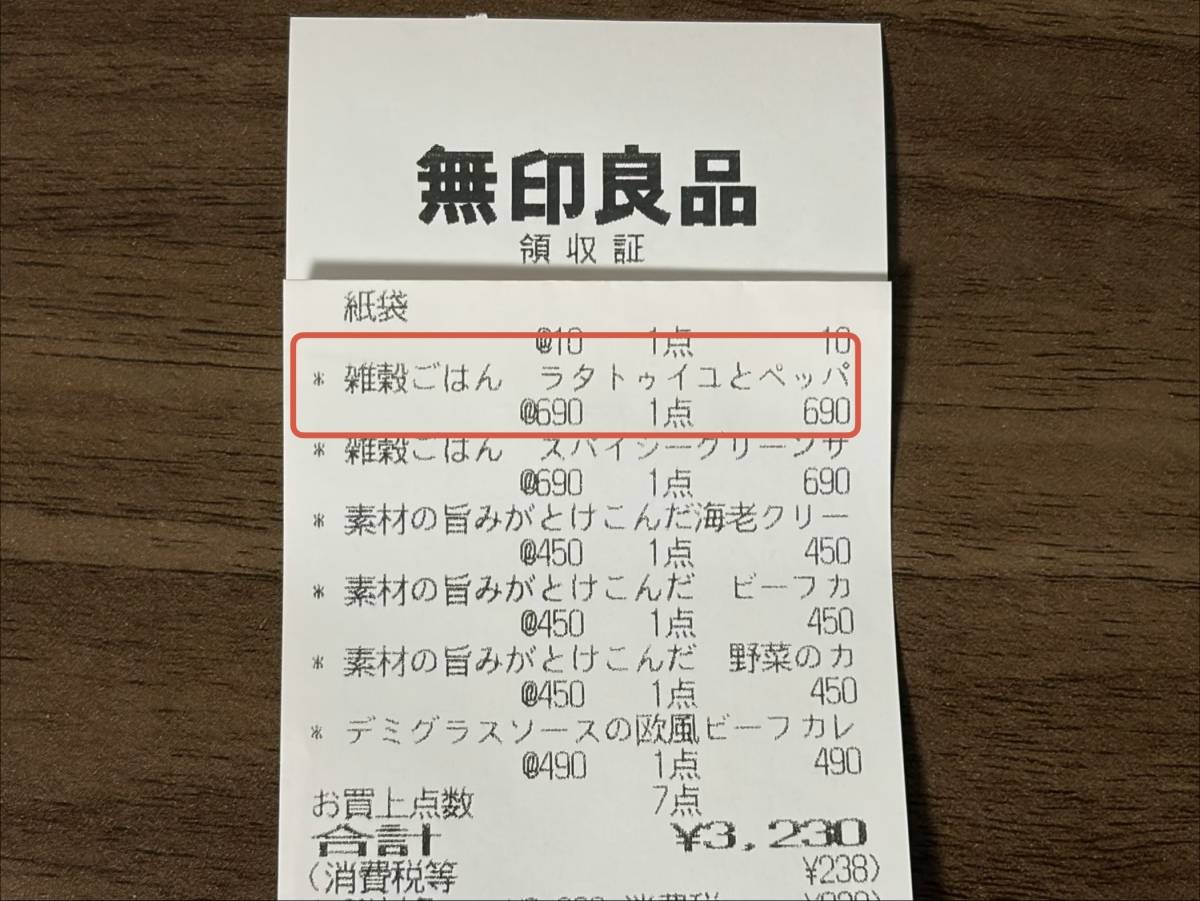 無印良品
領収証
紙袋
@10 1点 10
* 雑穀ごはん ラタトゥイユとペッパ
@690 1点 690
* 雑穀ごはん スパイシーグリーンサ
@690 1点 690
* 素材の旨みがとけこんだ海老クリー
@450 1点 450
* 素材の旨みがとけこんだ ビーフカ
@450 1点 450
* 素材の旨みがとけこんだ 野菜のカ
@450 1点 450
* デミグラスソースの欧風ビーフカレ
@490 1点 490
お買上点数 7点
合計 ¥3,230
(消費税等 ¥238)